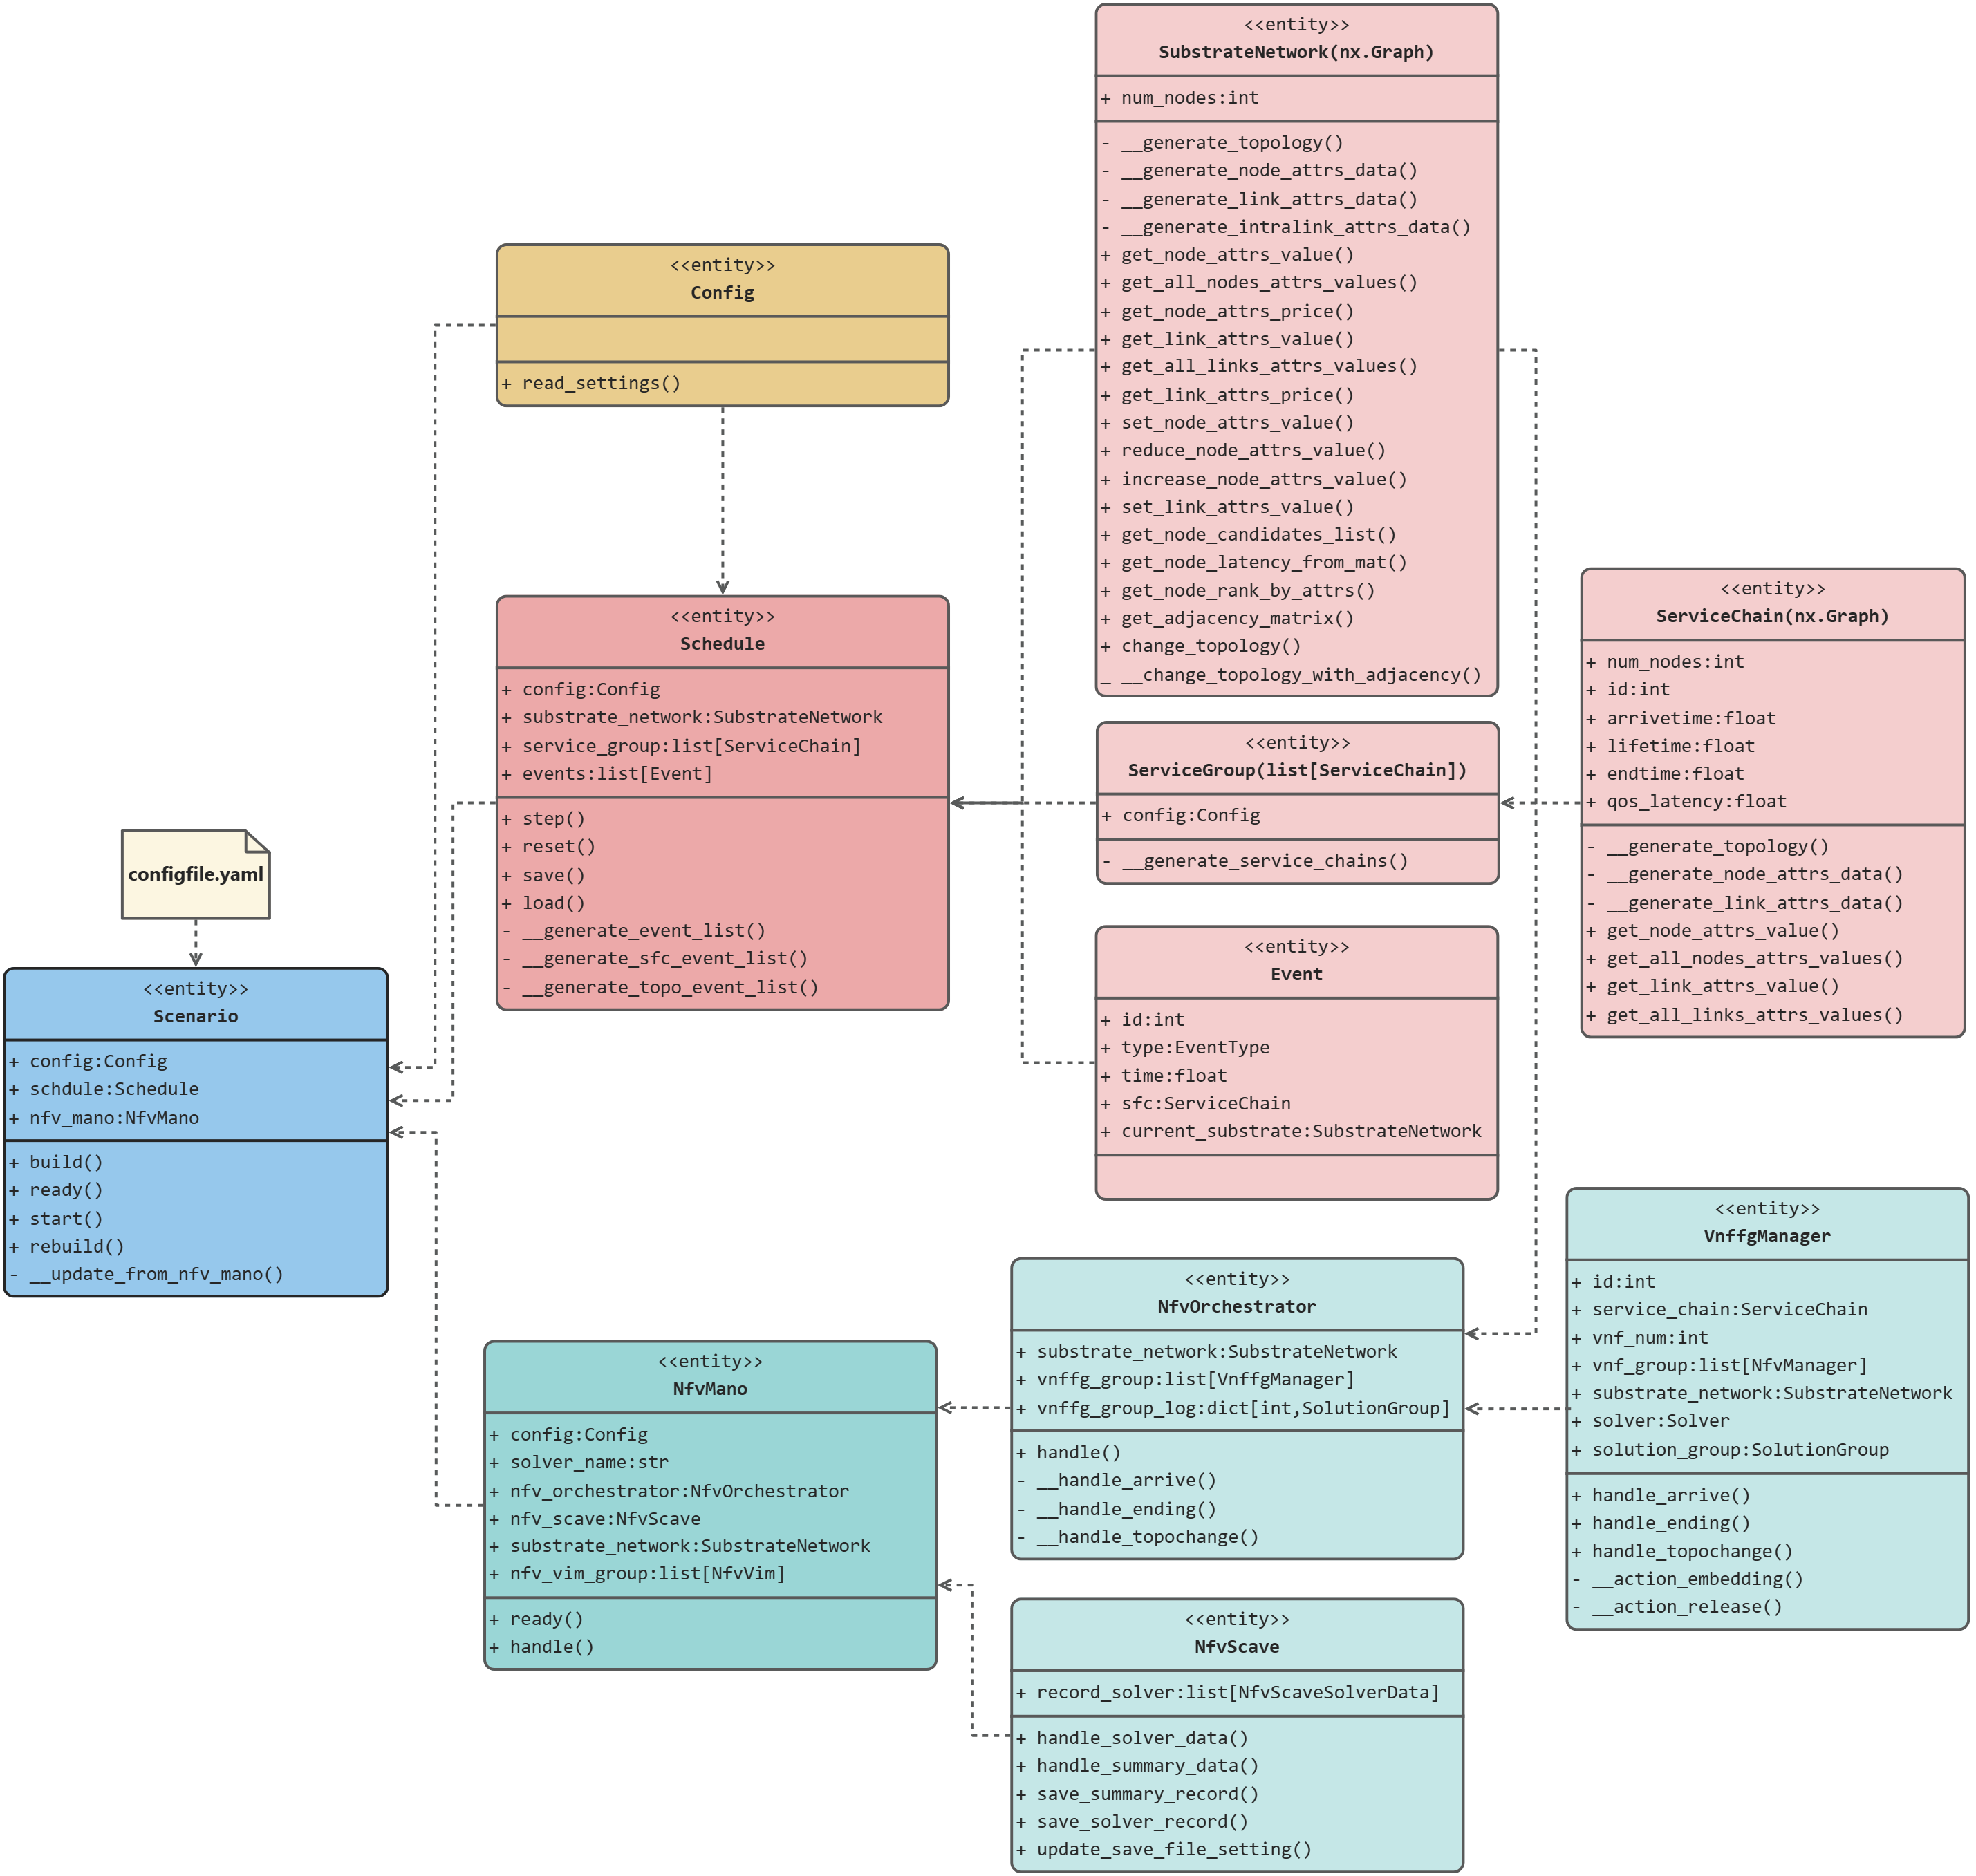 <<entity>>
SubstrateNetwork(nx.Graph)
+ num_nodes:int
- __generate_topology()
- __generate_node_attrs_data()
- __generate_link_attrs_data()
- __generate_intralink_attrs_data()
+ get_node_attrs_value()
+ get_all_nodes_attrs_values()
+ get_node_attrs_price()
+ get_link_attrs_value()
+ get_all_links_attrs_values()
+ get_link_attrs_price()
+ set_node_attrs_value()
+ reduce_node_attrs_value()
+ increase_node_attrs_value()
+ set_link_attrs_value()
+ get_node_candidates_list()
+ get_node_latency_from_mat()
+ get_node_rank_by_attrs()
+ get_adjacency_matrix()
+ change_topology()
_ __change_topology_with_adjacency()
<<entity>>
Config
+ read_settings()
<<entity>>
Schedule
+ config:Config
+ substrate_network:SubstrateNetwork
+ service_group:list[ServiceChain]
+ events:list[Event]
+ step()
+ reset()
+ save()
+ load()
- __generate_event_list()
- __generate_sfc_event_list()
- __generate_topo_event_list()
<<entity>>
ServiceGroup(list[ServiceChain])
+ config:Config
- __generate_service_chains()
<<entity>>
ServiceChain(nx.Graph)
+ num_nodes:int
+ id:int
+ arrivetime:float
+ lifetime:float
+ endtime:float
+ qos_latency:float
- __generate_topology()
- __generate_node_attrs_data()
- __generate_link_attrs_data()
+ get_node_attrs_value()
+ get_all_nodes_attrs_values()
+ get_link_attrs_value()
+ get_all_links_attrs_values()
configfile.yaml
<<entity>>
Scenario
+ config:Config
+ schdule:Schedule
+ nfv_mano:NfvMano
+ build()
+ ready()
+ start()
+ rebuild()
- __update_from_nfv_mano()
<<entity>>
Event
+ id:int
+ type:EventType
+ time:float
+ sfc:ServiceChain
+ current_substrate:SubstrateNetwork
<<entity>>
NfvMano
+ config:Config
+ solver_name:str
+ nfv_orchestrator:NfvOrchestrator
+ nfv_scave:NfvScave
+ substrate_network:SubstrateNetwork
+ nfv_vim_group:list[NfvVim]
+ ready()
+ handle()
<<entity>>
NfvOrchestrator
+ substrate_network:SubstrateNetwork
+ vnffg_group:list[VnffgManager]
+ vnffg_group_log:dict[int,SolutionGroup]
+ handle()
- __handle_arrive()
- __handle_ending()
- __handle_topochange()
<<entity>>
VnffgManager
+ id:int
+ service_chain:ServiceChain
+ vnf_num:int
+ vnf_group:list[NfvManager]
+ substrate_network:SubstrateNetwork
+ solver:Solver
+ solution_group:SolutionGroup
+ handle_arrive()
+ handle_ending()
+ handle_topochange()
- __action_embedding()
- __action_release()
<<entity>>
NfvScave
+ record_solver:list[NfvScaveSolverData]
+ handle_solver_data()
+ handle_summary_data()
+ save_summary_record()
+ save_solver_record()
+ update_save_file_setting()